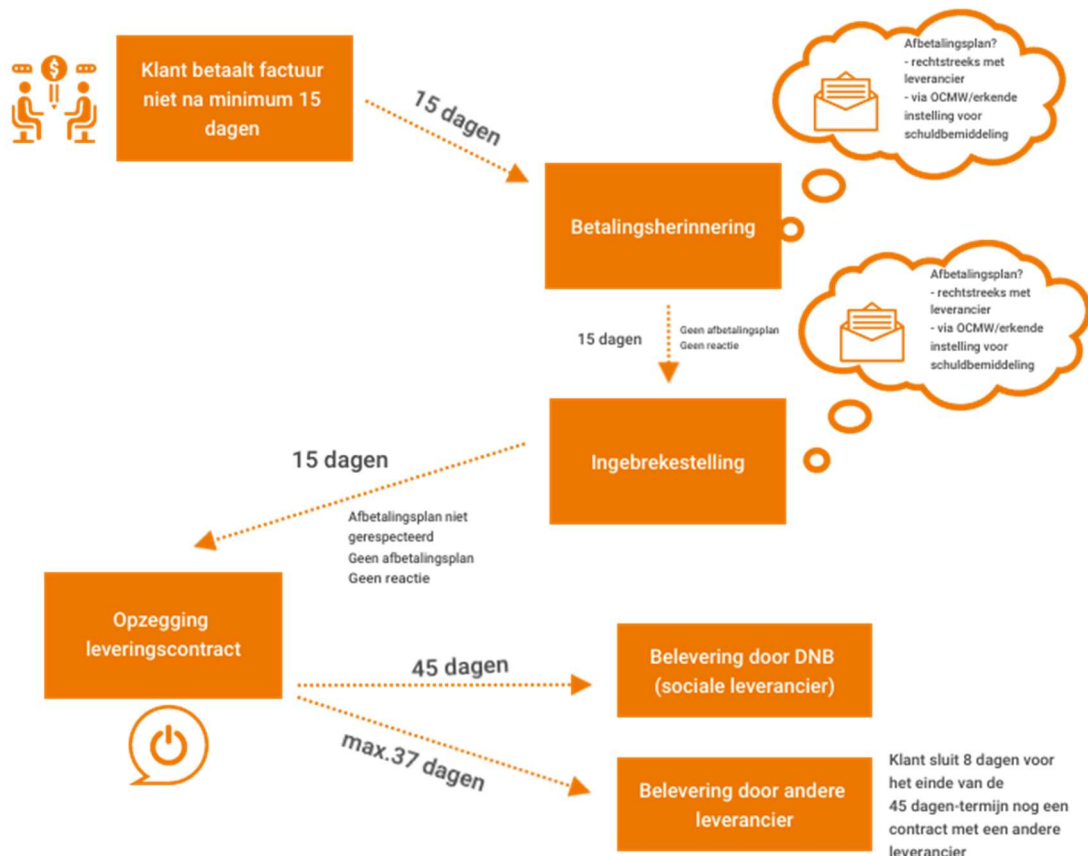 Klant betaalt factuur
niet na minimum 15
dagen
15 dagen
Afbetalingsplan?
- rechtstreeks met
leverancier
- via OCMW/erkende
instelling voor
schuldbemiddeling
Betalingsherinnering
15 dagen
Geen afbetalingsplan
Geen reactie
Afbetalingsplan?
- rechtstreeks met
leverancier
- via OCMW/erkende
instelling voor
schuldbemiddeling
Ingebrekestelling
15 dagen
Afbetalingsplan niet
gerespecteerd
Geen afbetalingsplan
Geen reactie
Opzegging
leveringscontract
45 dagen
Belevering door DNB
(sociale leverancier)
max.37 dagen
Belevering door andere
leverancier
Klant sluit 8 dagen voor
het einde van de
45 dagen-termijn nog een
contract met een andere
leverancier